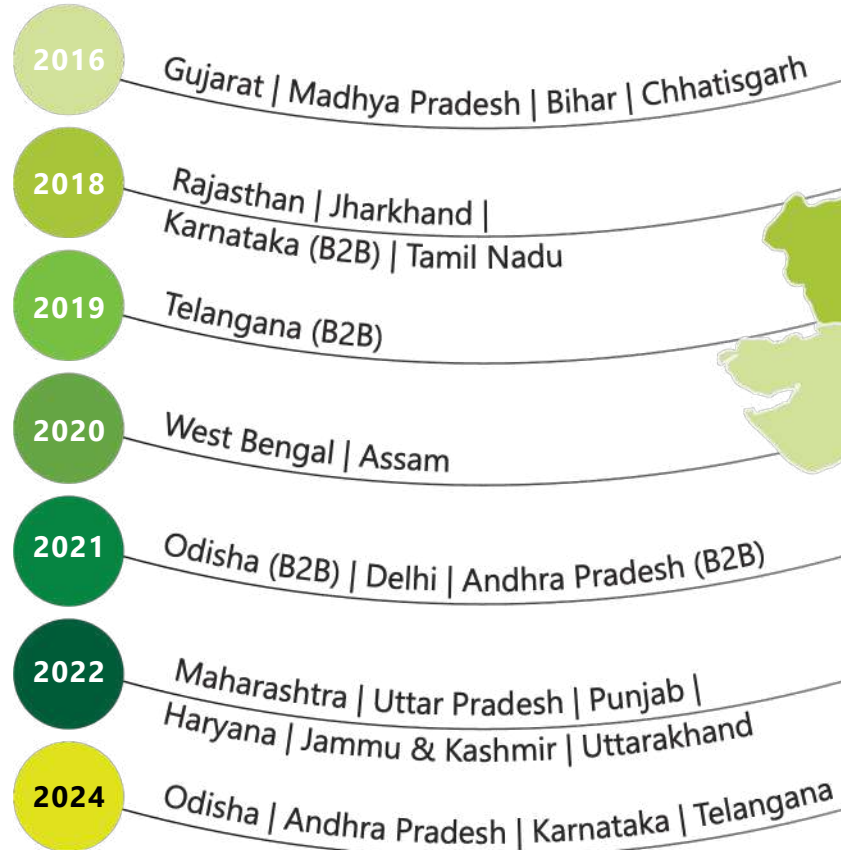 2016
Gujarat | Madhya Pradesh | Bihar | Chhatisgarh
2018
Rajasthan | Jharkhand |
Karnataka (B2B) | Tamil Nadu
2019
Telangana (B2B)
2020
West Bengal | Assam
2021
Odisha (B2B) | Delhi | Andhra Pradesh (B2B)
2022
Maharashtra | Uttar Pradesh | Punjab |
Haryana | Jammu & Kashmir | Uttarakhand
2024
Odisha | Andhra Pradesh | Karnataka | Telangana